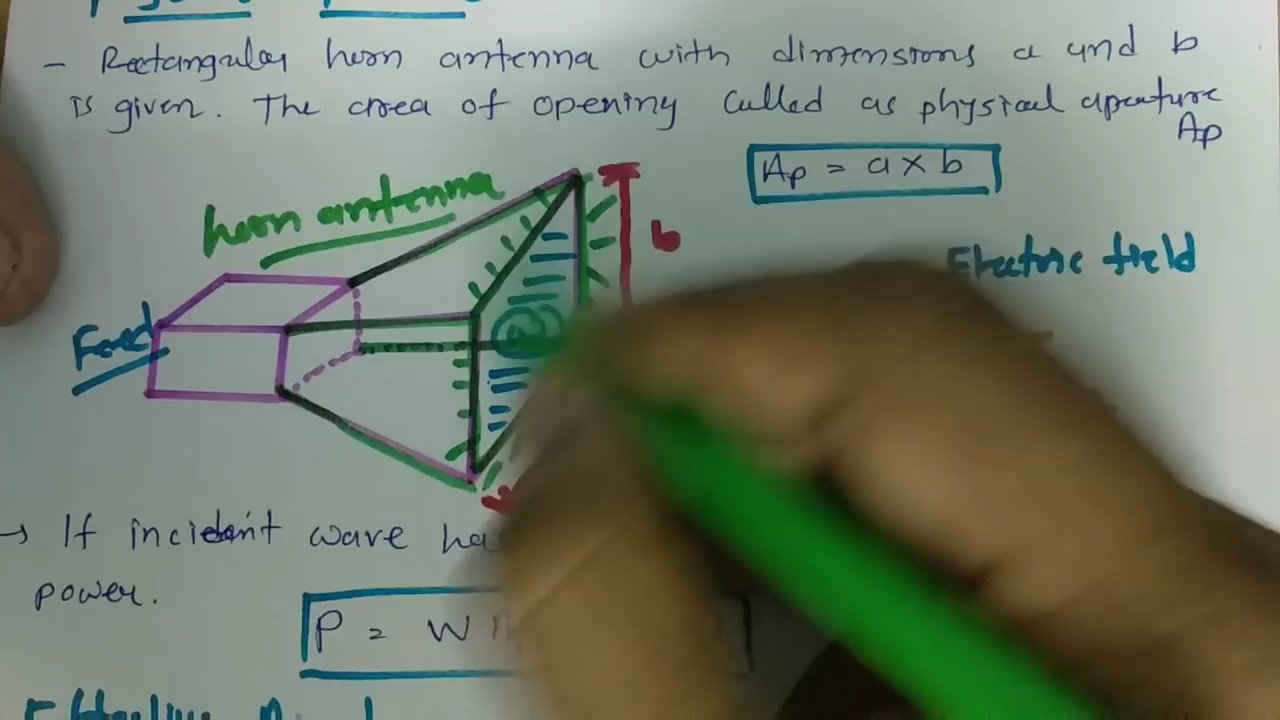 - Rectangular horn antenna with dimensions a and b
is given. The area of opening called as physical aperture
Ap
Ap = a x b
horn antenna
b
Electric field
Feed
→ If incident wave ha
power.
P = W